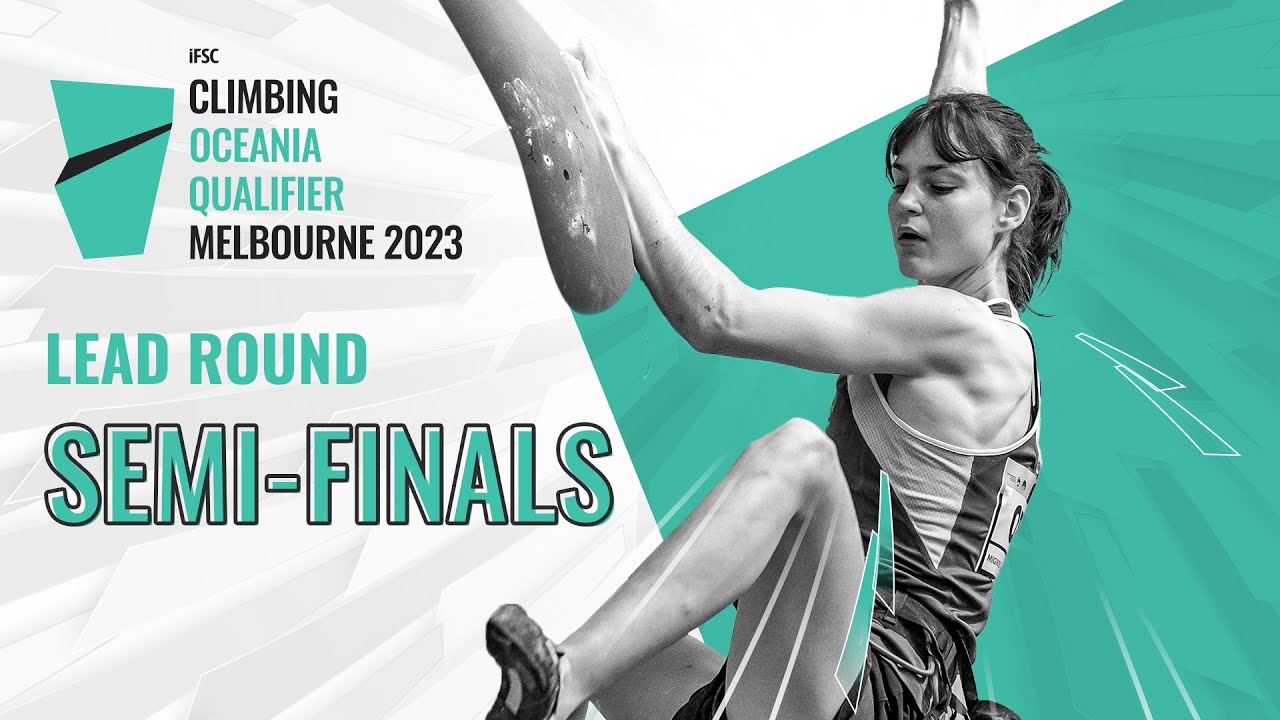 iFSC
CLIMBING
OCEANIA
QUALIFIER
MELBOURNE 2023
LEAD ROUND
SEMI-FINALS